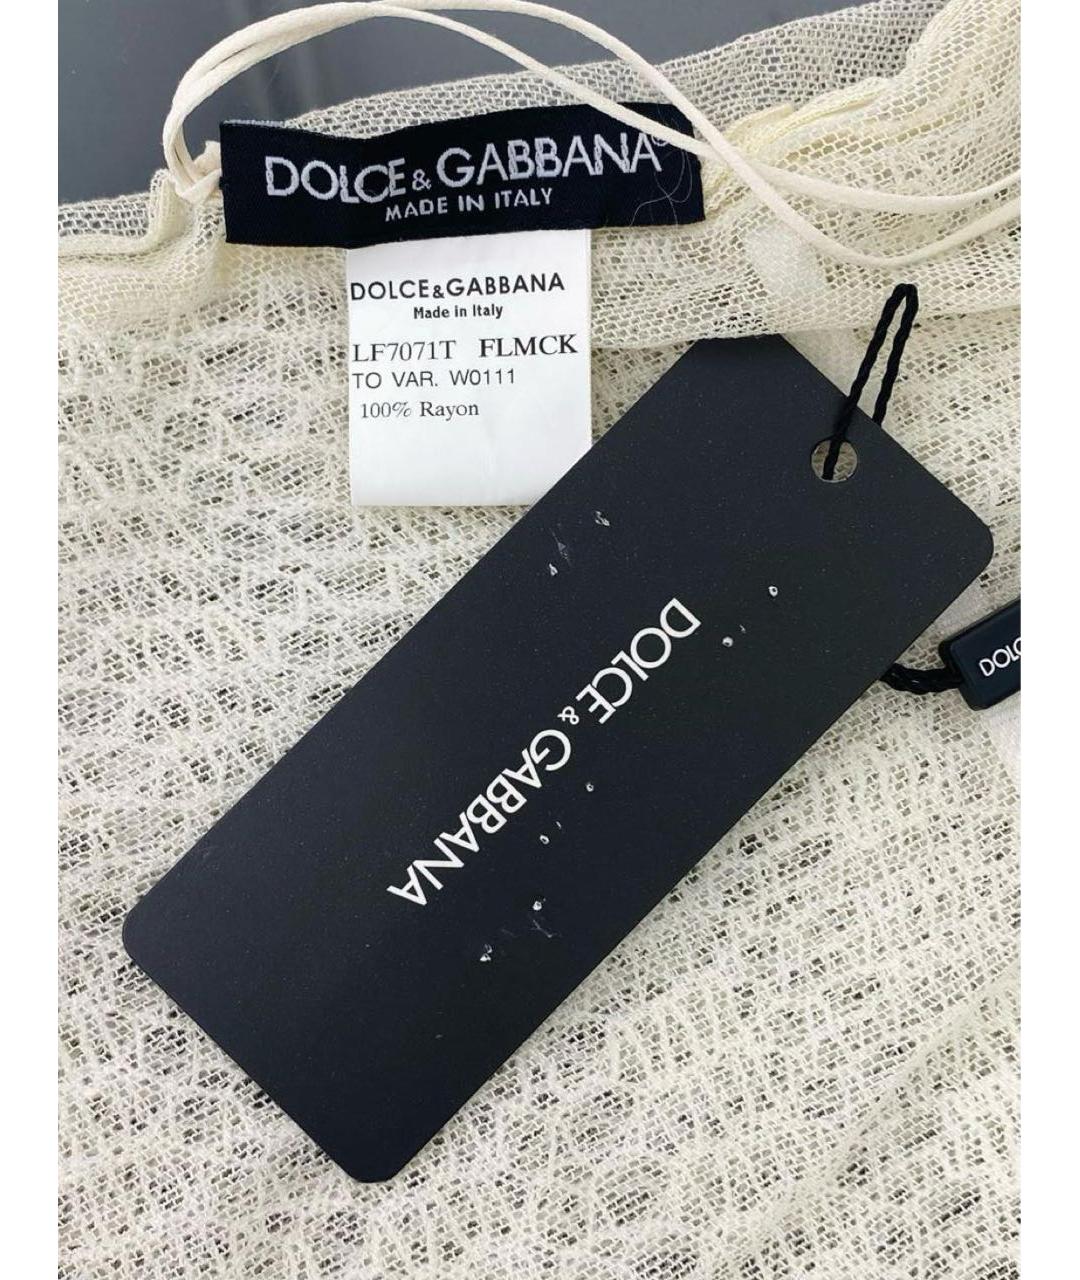 DOLCE & GABBANA®
MADE IN ITALY
DOLCE&GABBANA
Made in Italy
LF7071T FLMCK
TO VAR. W0111
100% Rayon
DOLCE & GABBANA
DOLC